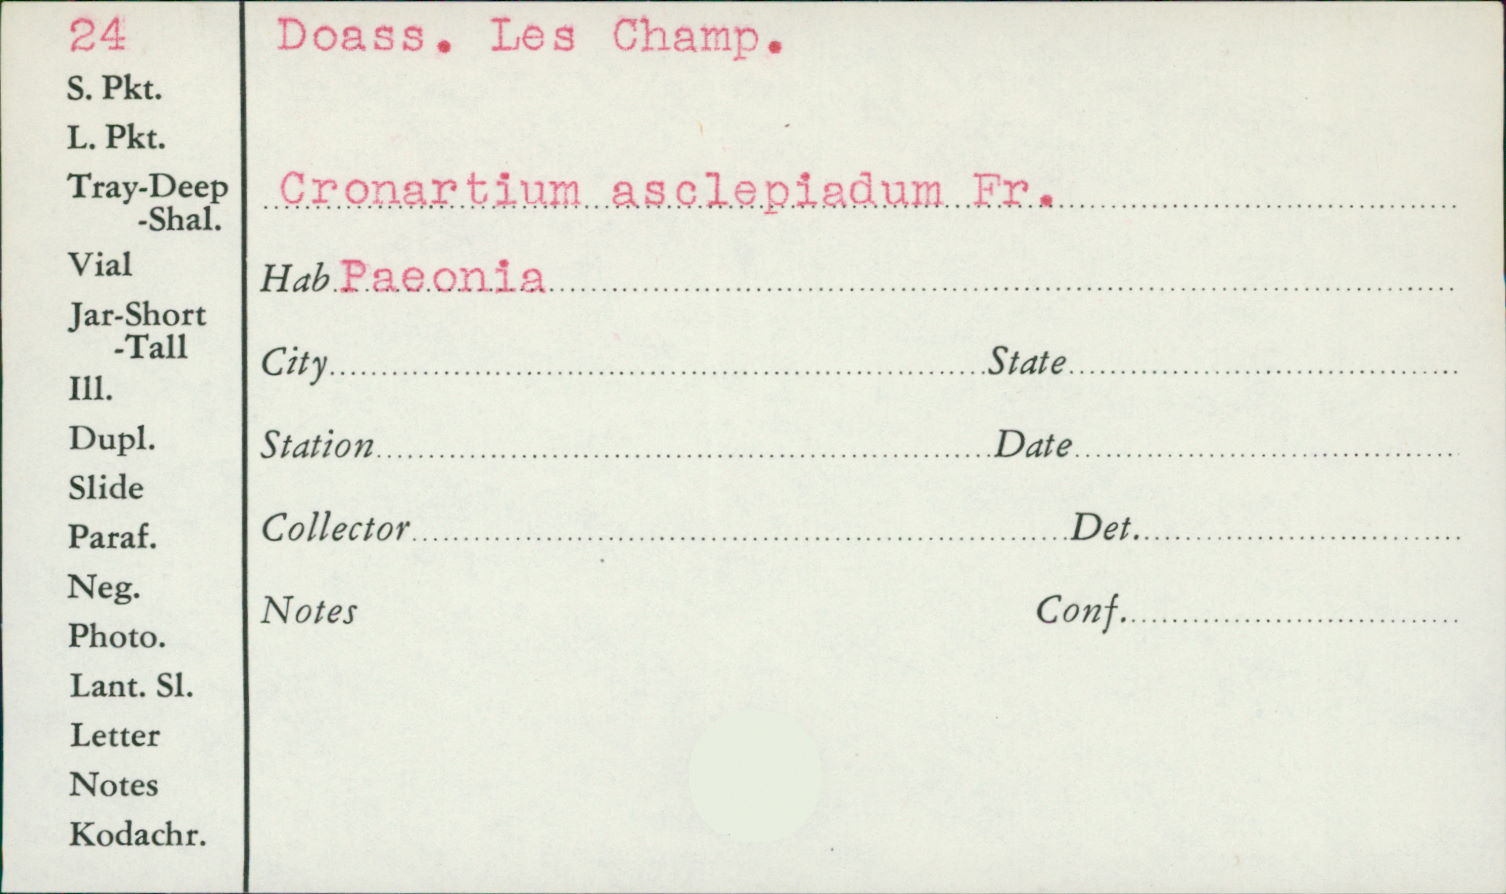 24
Doass. Les Champ.
S. Pkt.
L. Pkt.
Tray-Deep
-Shal.
Cronartium asclepiadum Fr.
Vial
Hab Paeonia
Jar-Short
-Tall
City State
Ill.
Dupl.
Station Date
Slide
Paraf.
Collector Det.
Neg.
Notes Conf.
Photo.
Lant. Sl.
Letter
Notes
Kodachr.